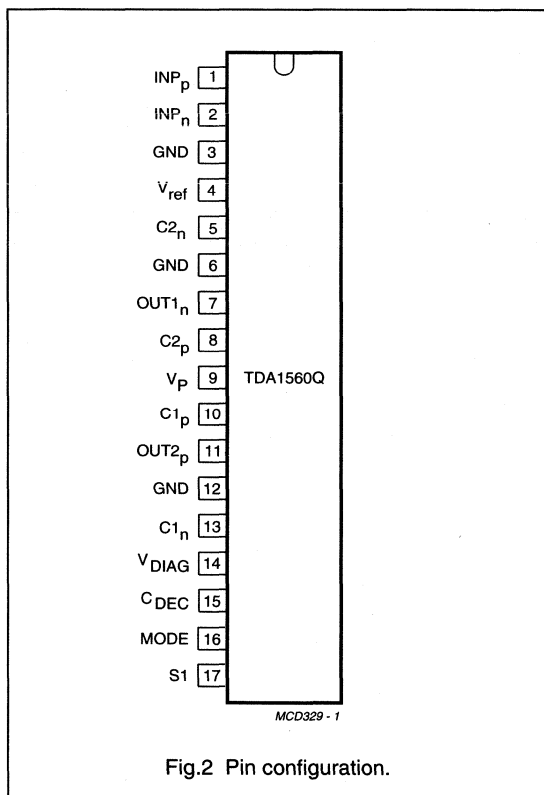 INPp 1
INPn 2
GND 3
Vref 4
C2n 5
GND 6
OUT1n 7
C2p 8
VP 9 TDA1560Q
C1p 10
OUT2p 11
GND 12
C1n 13
VDIAG 14
CDEC 15
MODE 16
S1 17
MCD329 - 1
Fig.2 Pin configuration.